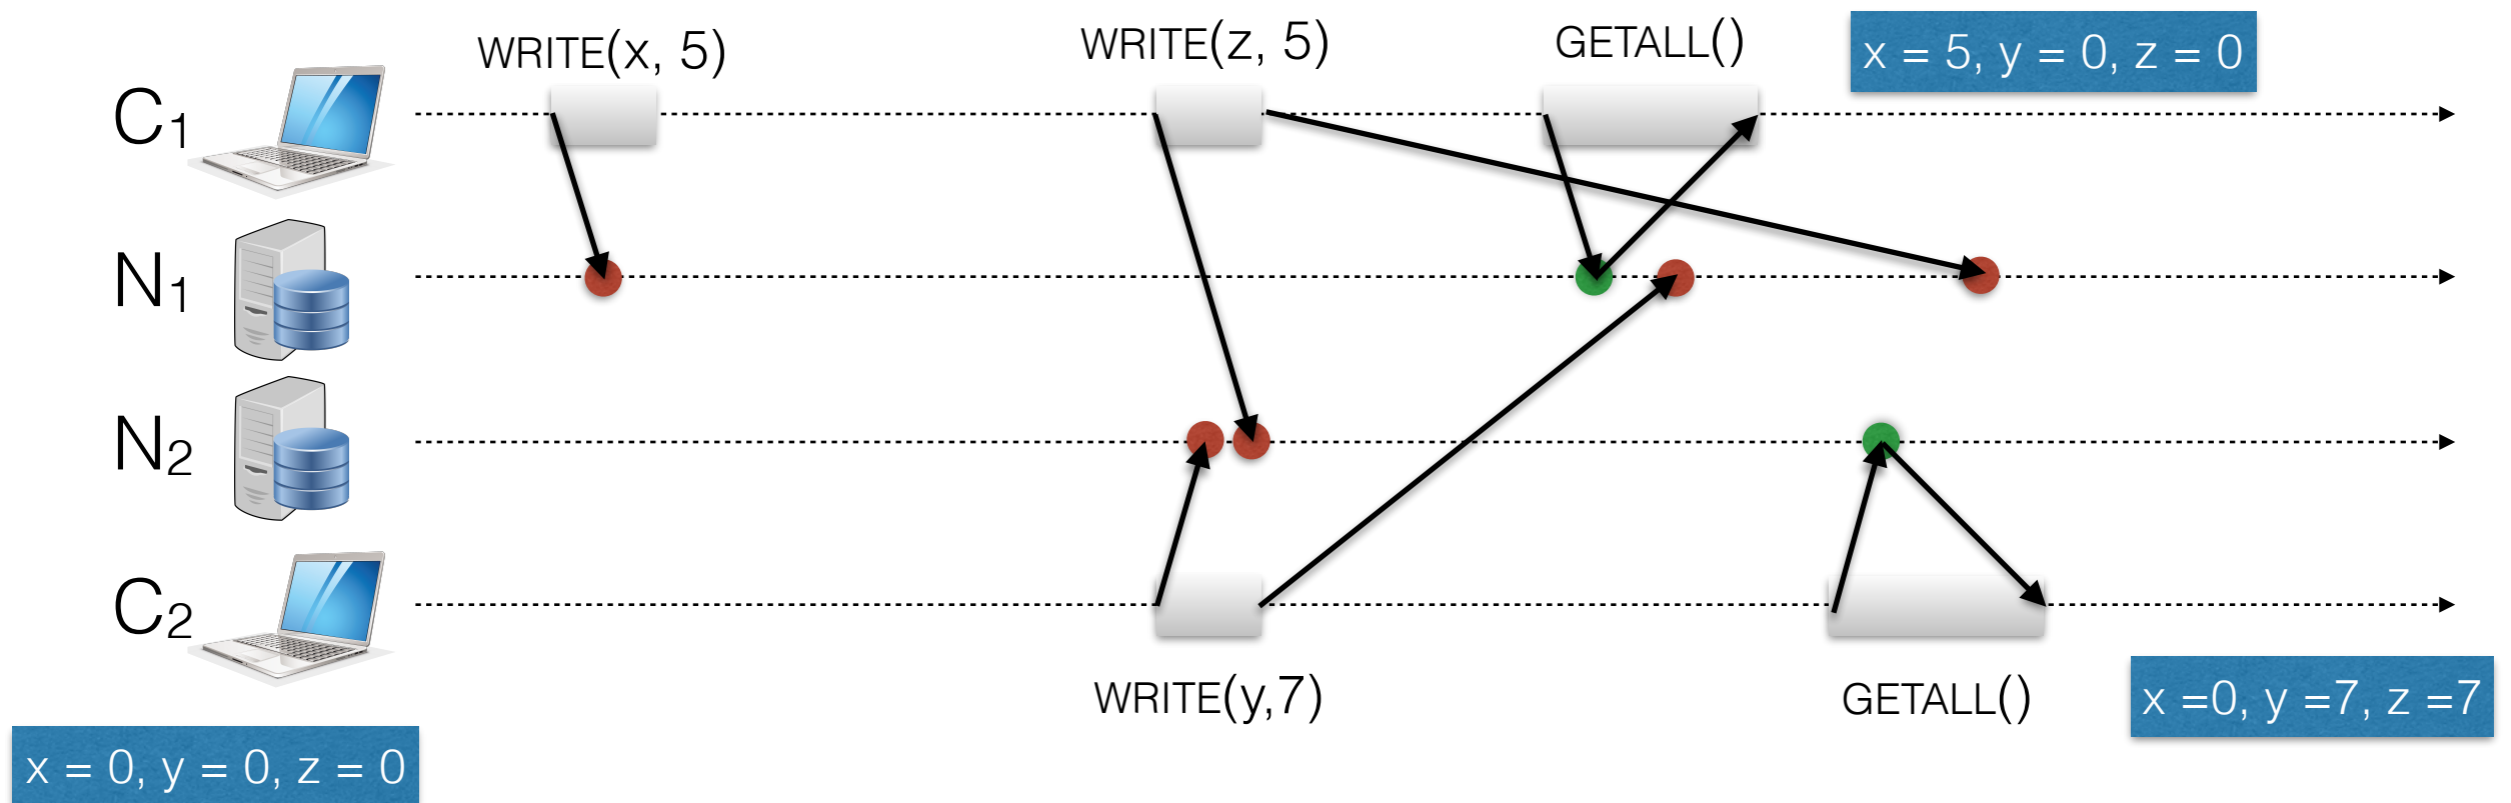 WRITE(x, 5)
WRITE(z, 5)
GETALL()
x = 5, y = 0, z = 0
C1
N1
N2
C2
WRITE(y,7)
GETALL()
x =0, y =7, z =7
x = 0, y = 0, z = 0